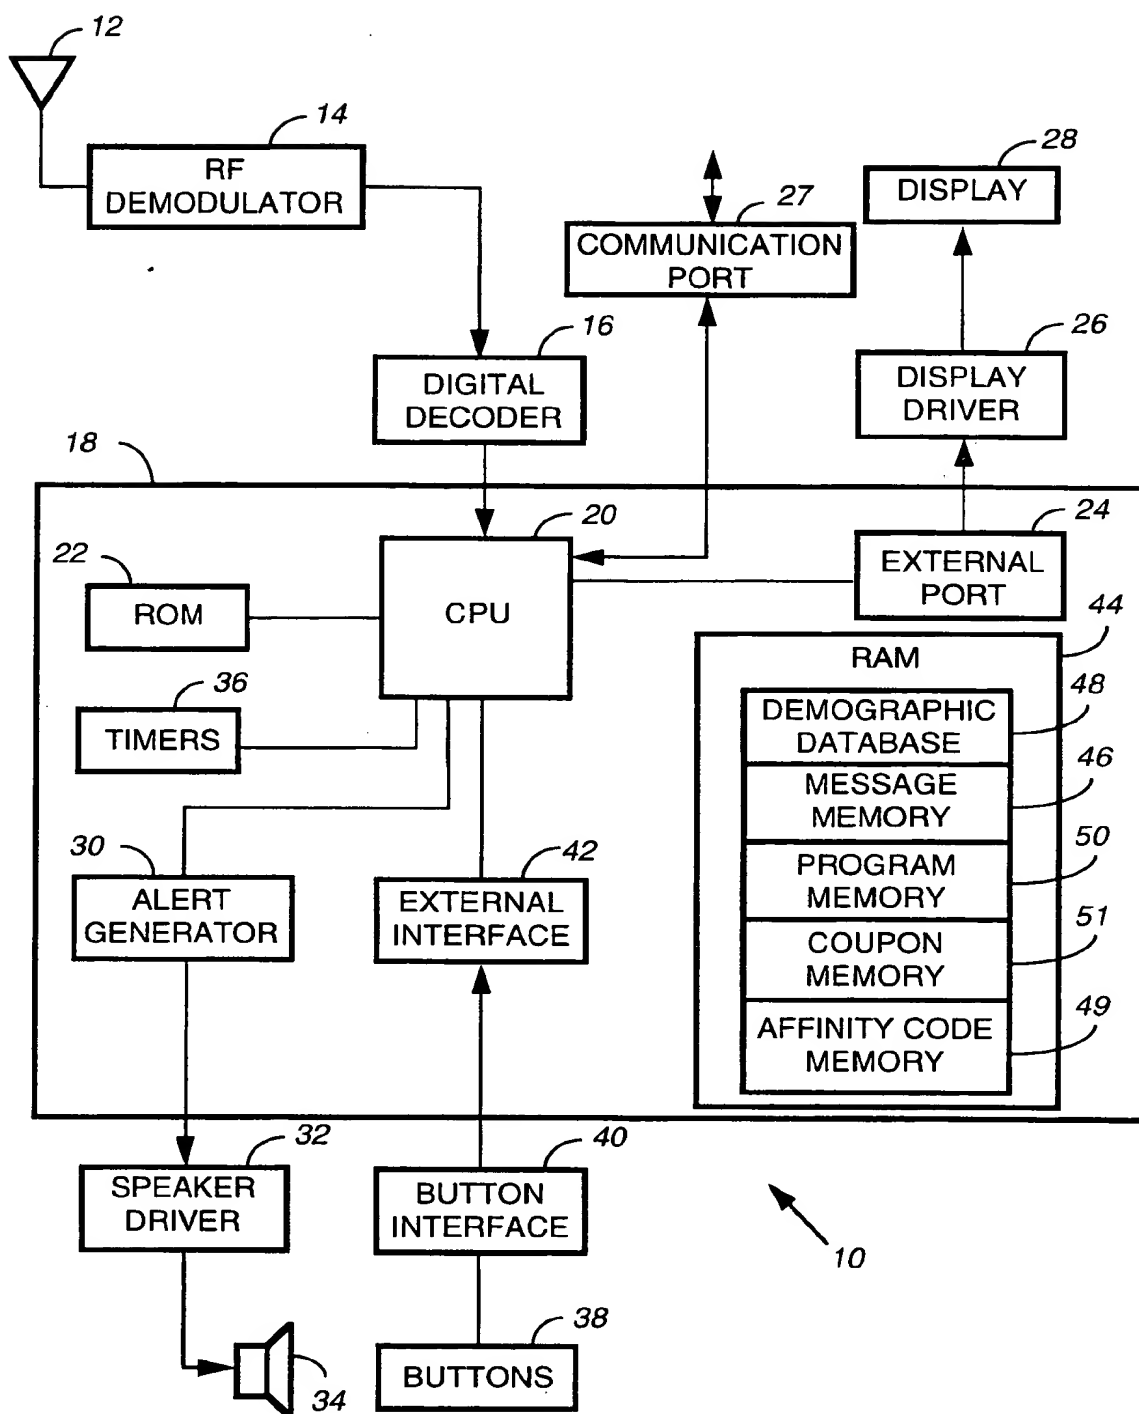 12
14
RF
DEMODULATOR
28
DISPLAY
27
COMMUNICATION
PORT
16
DIGITAL
DECODER
26
DISPLAY
DRIVER
18
20
CPU
24
EXTERNAL
PORT
22
ROM
44
RAM
36
TIMERS
48
DEMOGRAPHIC
DATABASE
46
MESSAGE
MEMORY
50
PROGRAM
MEMORY
51
COUPON
MEMORY
49
AFFINITY CODE
MEMORY
30
ALERT
GENERATOR
42
EXTERNAL
INTERFACE
32
SPEAKER
DRIVER
40
BUTTON
INTERFACE
10
34
38
BUTTONS